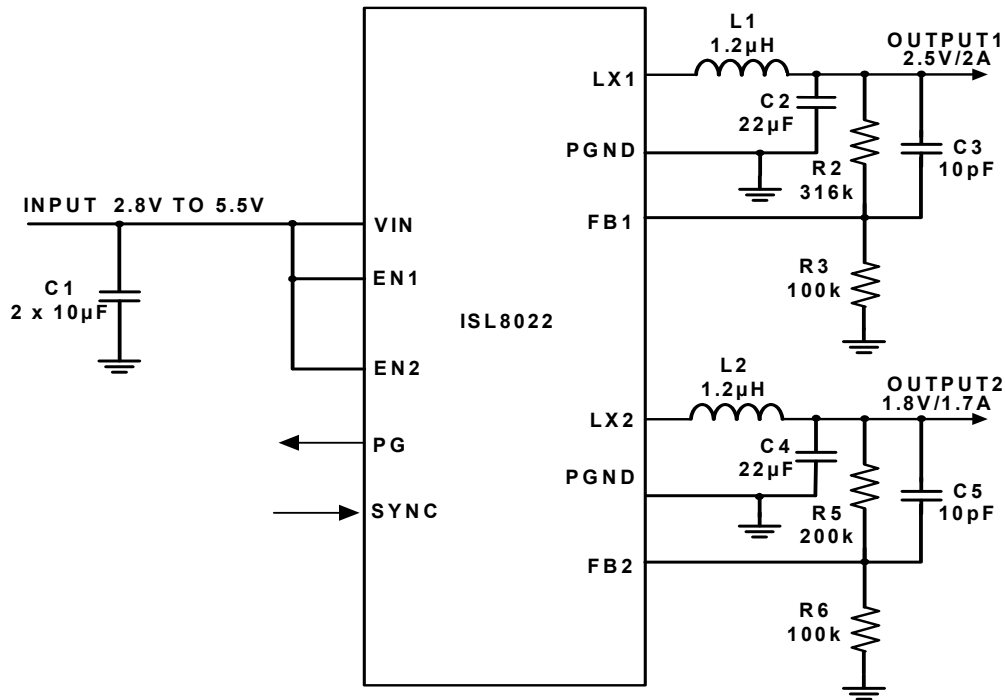 L1
1.2µH
OUTPUT1
2.5V/2A
LX1
C2
22µF
PGND
R2
316k
C3
10pF
INPUT 2.8V TO 5.5V
VIN
FB1
EN1
C1
2 x 10µF
R3
100k
ISL8022
EN2
L2
1.2µH
OUTPUT2
1.8V/1.7A
LX2
PG
C4
22µF
PGND
SYNC
R5
200k
C5
10pF
FB2
R6
100k